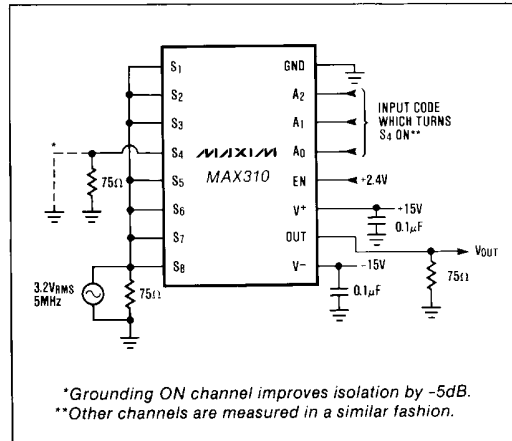 S1
S2
S3
S4
S5
S6
S7
S8
GND
A2
A1
A0
EN
V+
OUT
V−
MAXIM
MAX310
INPUT CODE
WHICH TURNS
S4 ON**
+2.4V
+15V
0.1μF
VOUT
−15V
0.1μF
75Ω
*
75Ω
75Ω
3.2VRMS
5MHz
*Grounding ON channel improves isolation by -5dB.
**Other channels are measured in a similar fashion.